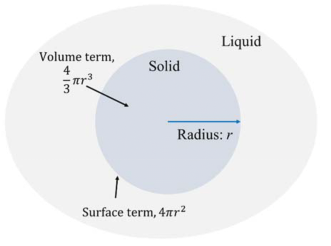 Liquid
Volume term,
4/3 πr³
Solid
Radius: r
Surface term, 4πr²